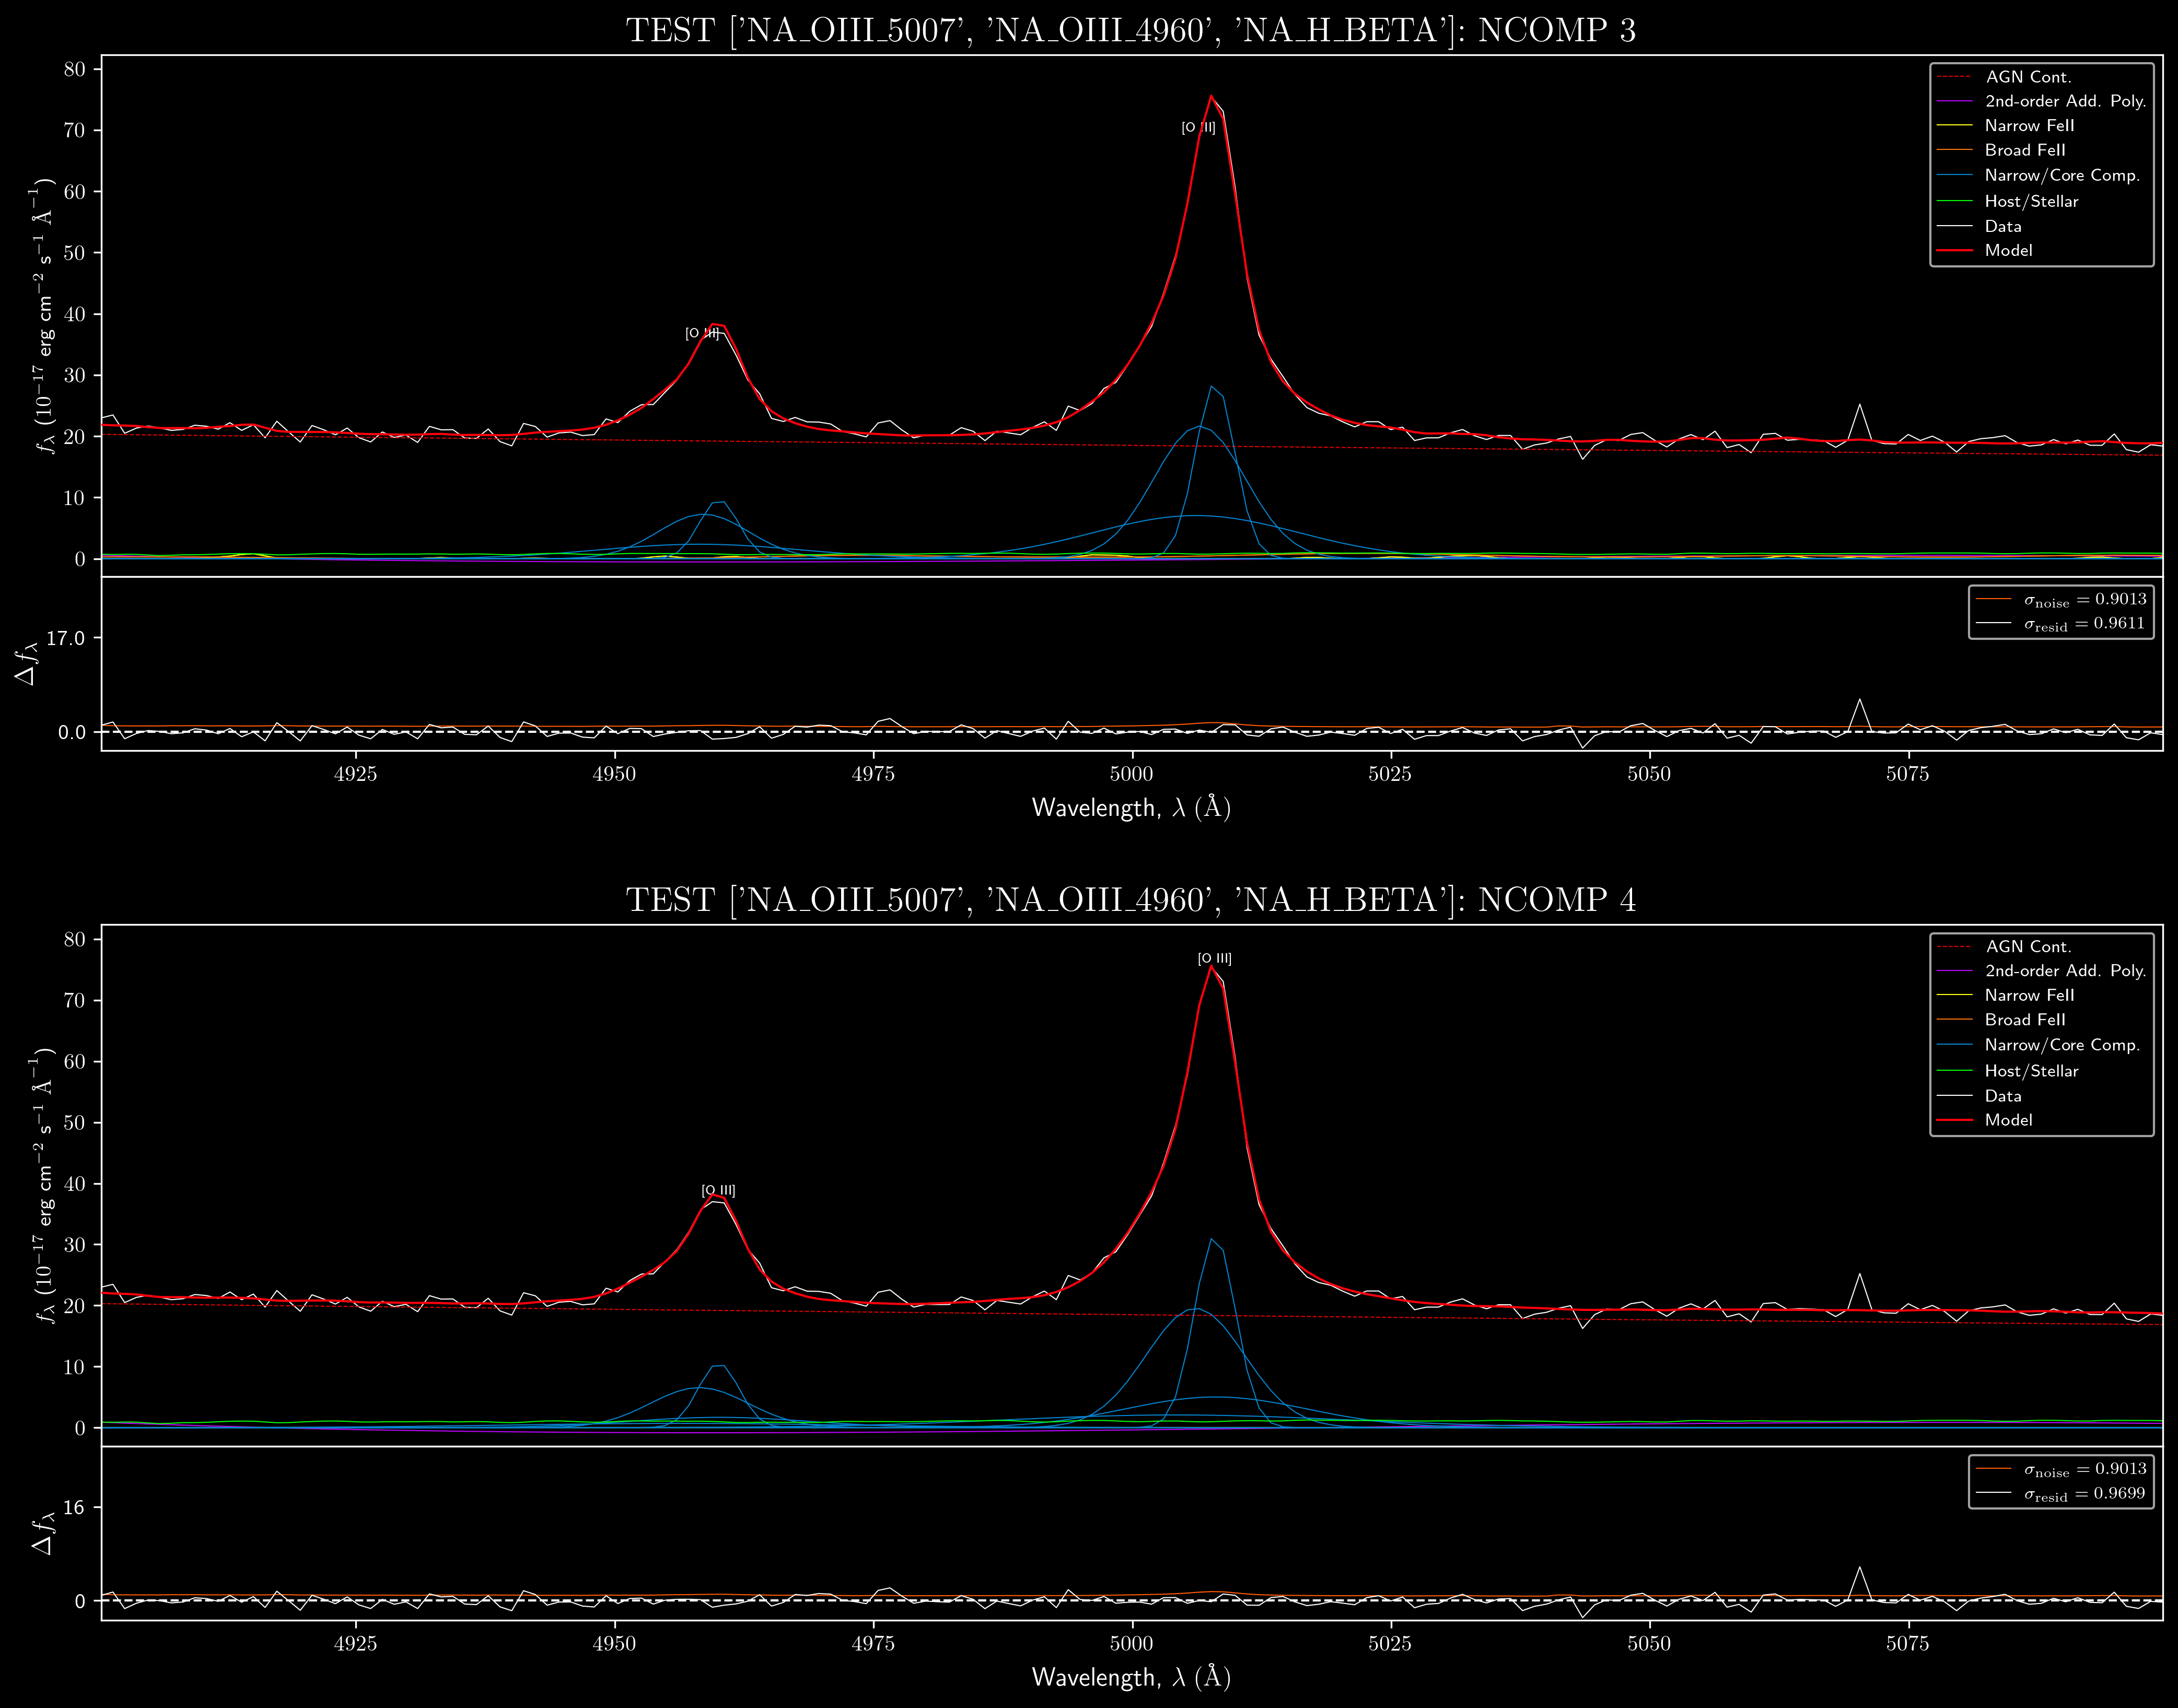 TEST ['NA_OIII_5007', 'NA_OIII_4960', 'NA_H_BETA']: NCOMP 3
80
70
60
50
40
30
20
10
0
f_λ (10⁻¹⁷ erg cm⁻² s⁻¹ Å⁻¹)
[O III]
[O III]
AGN Cont.
2nd-order Add. Poly.
Narrow FeII
Broad FeII
Narrow/Core Comp.
Host/Stellar
Data
Model
17.0
0.0
Δf_λ
σ_noise = 0.9013
σ_resid = 0.9611
4925 4950 4975 5000 5025 5050 5075
Wavelength, λ (Å)
TEST ['NA_OIII_5007', 'NA_OIII_4960', 'NA_H_BETA']: NCOMP 4
80
70
60
50
40
30
20
10
0
f_λ (10⁻¹⁷ erg cm⁻² s⁻¹ Å⁻¹)
[O III]
[O III]
AGN Cont.
2nd-order Add. Poly.
Narrow FeII
Broad FeII
Narrow/Core Comp.
Host/Stellar
Data
Model
16
0
Δf_λ
σ_noise = 0.9013
σ_resid = 0.9699
4925 4950 4975 5000 5025 5050 5075
Wavelength, λ (Å)